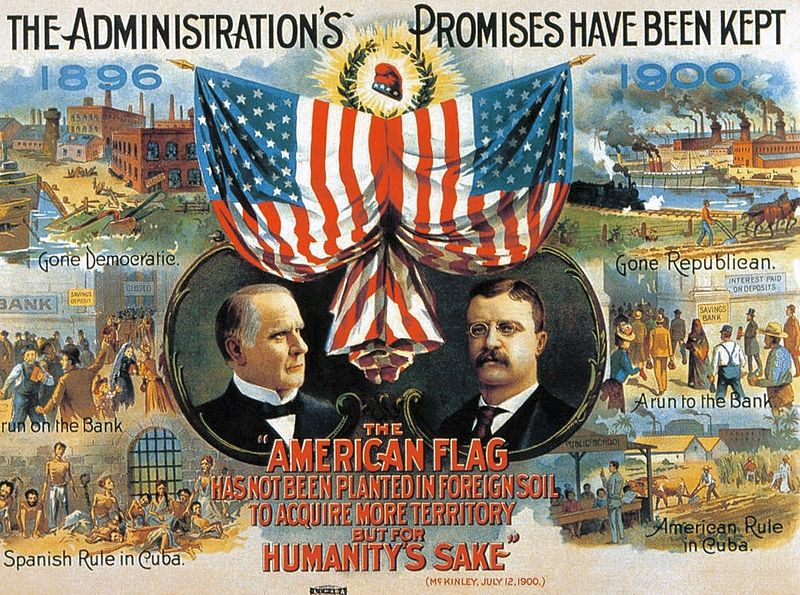 THE ADMINISTRATION'S PROMISES HAVE BEEN KEPT
1896
1900
Gone Democratic.
Gone Republican.
BANK
SAVINGS
DEPOSIT
CLOSED
INTEREST PAID
ON DEPOSITS
SAVINGS
BANK
run on the Bank
A run to the Bank
THE
"AMERICAN FLAG
HAS NOT BEEN PLANTED IN FOREIGN SOIL
TO ACQUIRE MORE TERRITORY
BUT FOR
HUMANITY'S SAKE"
(MCKINLEY, JULY 12, 1900.)
Spanish Rule in Cuba.
PUBLIC SCHOOL
American Rule
in Cuba.